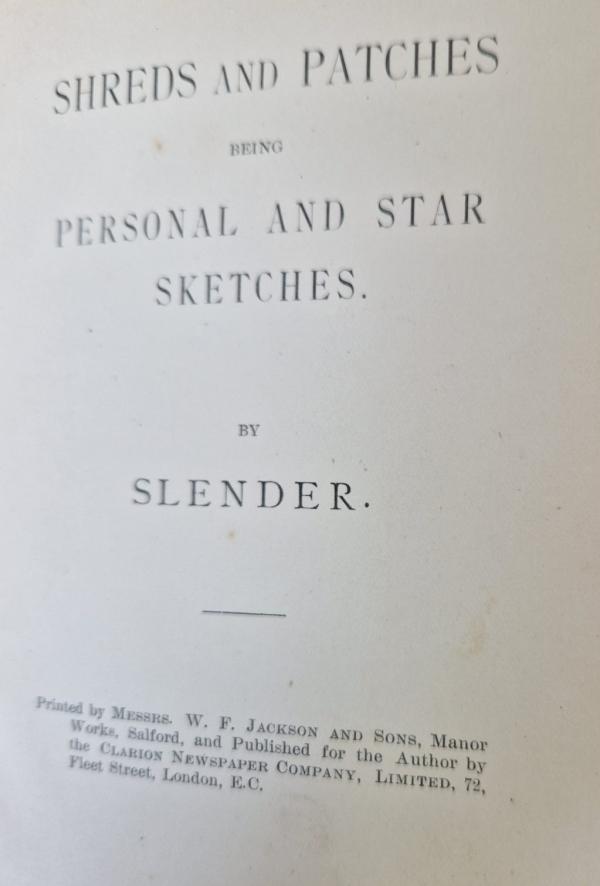 SHREDS AND PATCHES
BEING
PERSONAL AND STAR
SKETCHES.
BY
SLENDER.
Printed by MESSRS. W. F. JACKSON AND SONS, Manor
Works, Salford, and Published for the Author by
the CLARION NEWSPAPER COMPANY, LIMITED, 72,
Fleet Street, London, E.C.